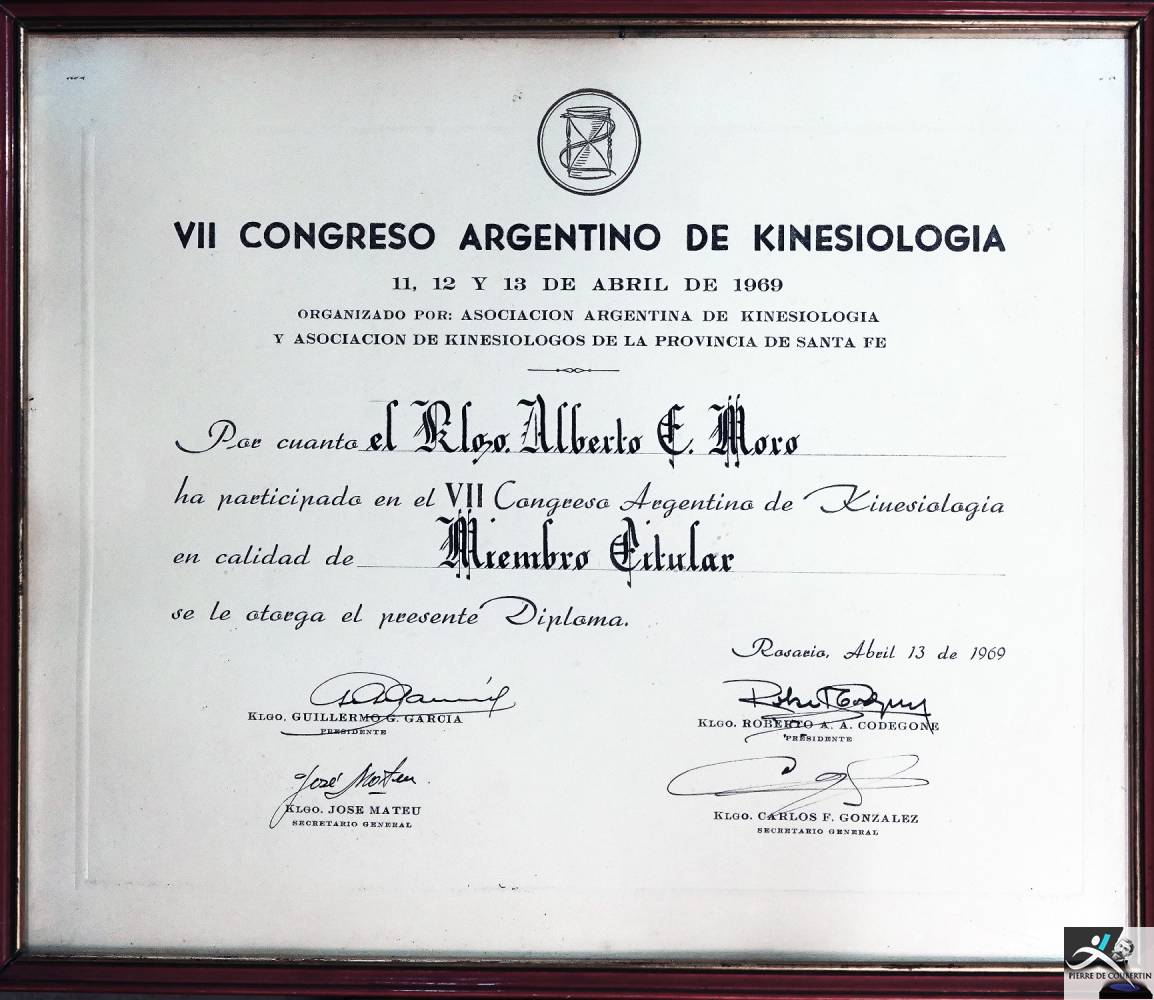 VII CONGRESO ARGENTINO DE KINESIOLOGIA
11, 12 Y 13 DE ABRIL DE 1969
ORGANIZADO POR: ASOCIACION ARGENTINA DE KINESIOLOGIA
Y ASOCIACION DE KINESIOLOGOS DE LA PROVINCIA DE SANTA FE
Por cuanto el Klgo. Alberto E. Moro
ha participado en el VII Congreso Argentino de Kinesiologia
en calidad de Miembro Titular
se le otorga el presente Diploma.
Rosario, Abril 13 de 1969
KLGO. GUILLERMO G. GARCIA
PRESIDENTE
KLGO. ROBERTO A. A. CODEGONE
PRESIDENTE
José Mateu
KLGO. JOSE MATEU
SECRETARIO GENERAL
KLGO. CARLOS F. GONZALEZ
SECRETARIO GENERAL
PIERRE DE COUBERTIN